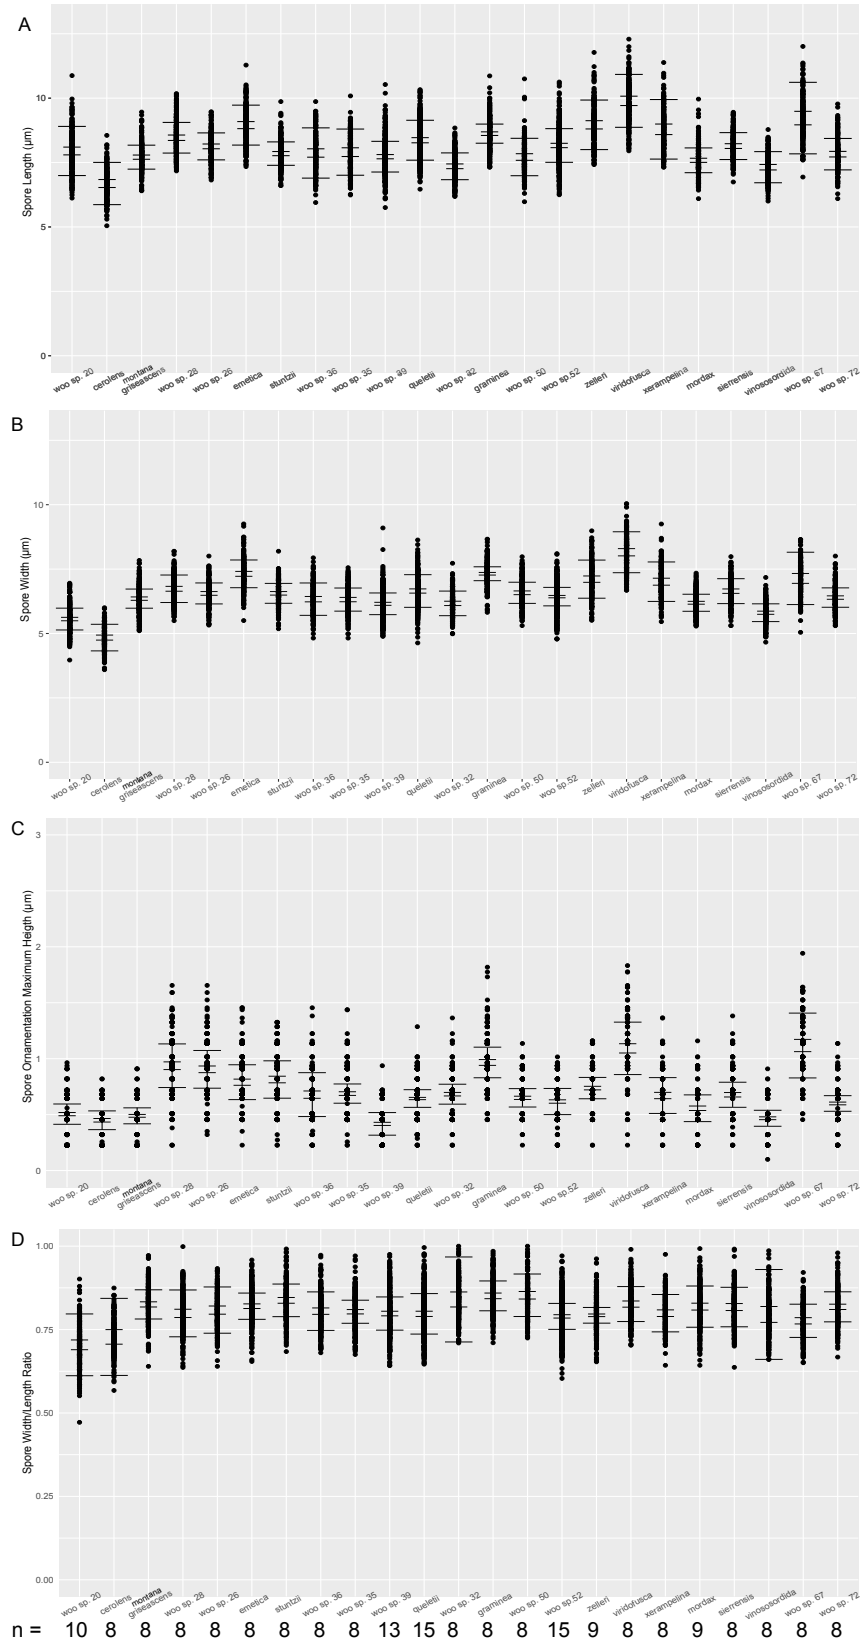 A
Spore Length (µm)
10
5
0
woo sp. 20
cerolens
montana
griseascens
woo sp. 28
woo sp. 26
emetica
stuntzii
woo sp. 36
woo sp. 35
woo sp.
queletii
woo sp.
graminea
woo sp. 50
woo sp.52
zelleri
viridofusca
xerampelina
mordax
sierrensis
vinososordida
woo sp. 67
woo sp. 72
B
Spore Width (µm)
10
5
0
woo sp. 20
cerolens
montana
griseascens
woo sp. 28
woo sp. 26
emetica
stuntzii
woo sp. 36
woo sp. 35
woo sp. 39
queletii
woo sp. 32
graminea
woo sp. 50
woo sp.52
zelleri
viridofusca
xerampelina
mordax
sierrensis
vinososordida
woo sp. 67
woo sp. 72
C
Spore Ornamentation Maximum Heigth (µm)
3
2
1
0
woo sp. 20
cerolens
montana
griseascens
woo sp. 28
woo sp. 26
emetica
stuntzii
woo sp. 36
woo sp. 35
woo sp. 39
queletii
woo sp. 32
graminea
woo sp. 50
woo sp.52
zelleri
viridofusca
xerampelina
mordax
sierrensis
vinososordida
woo sp. 67
woo sp. 72
D
Spore Width/Length Ratio
1.00
0.75
0.50
0.25
0.00
woo sp. 20
cerolens
montana
griseascens
woo sp. 28
woo sp. 26
emetica
stuntzii
woo sp. 36
woo sp. 35
woo sp. 39
queletii
woo sp. 32
graminea
woo sp. 50
woo sp.52
zelleri
viridofusca
xerampelina
mordax
sierrensis
vinososordida
woo sp. 67
woo sp. 72
n = 10 8 8 8 8 8 8 8 8 13 15 8 8 8 15 9 8 8 9 8 8 8 8